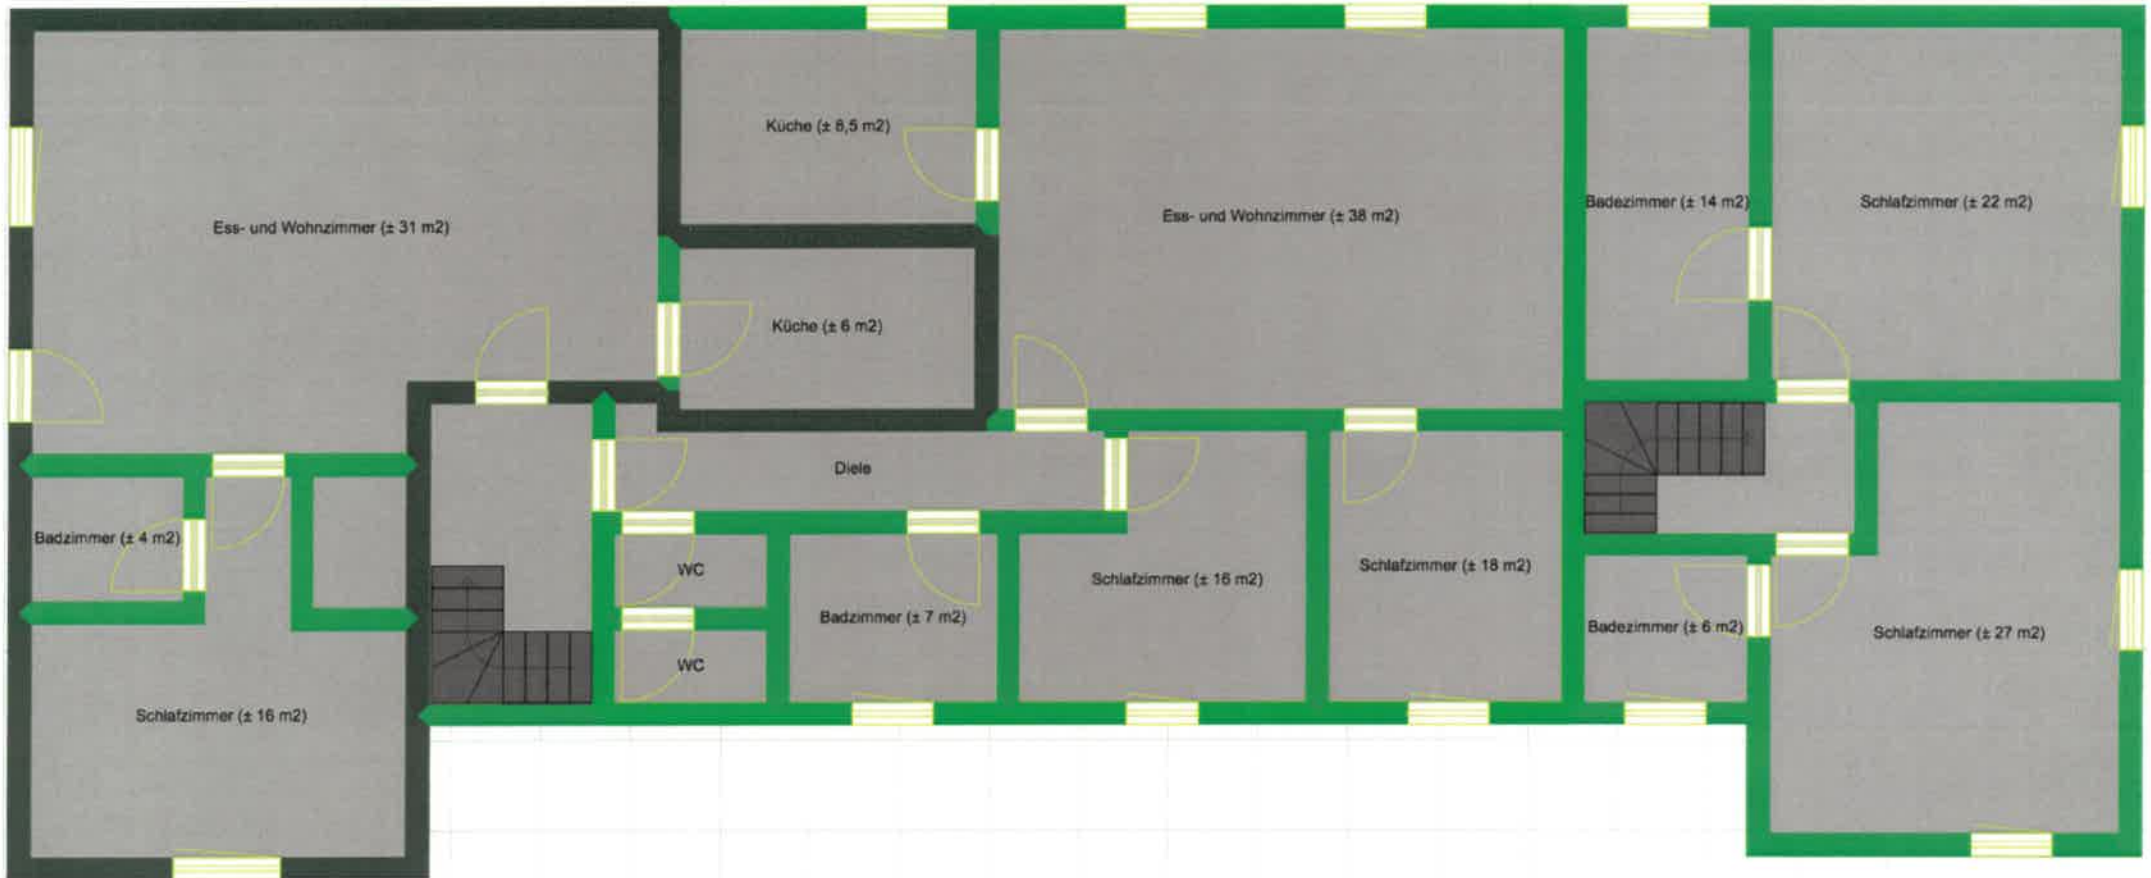 Küche (± 8,5 m2)
Ess- und Wohnzimmer (± 31 m2)
Ess- und Wohnzimmer (± 38 m2)
Badezimmer (± 14 m2)
Schlafzimmer (± 22 m2)
Küche (± 6 m2)
Diele
Badzimmer (± 4 m2)
WC
Schlafzimmer (± 16 m2)
Schlafzimmer (± 18 m2)
Badzimmer (± 7 m2)
Badezimmer (± 6 m2)
Schlafzimmer (± 27 m2)
WC
Schlafzimmer (± 16 m2)